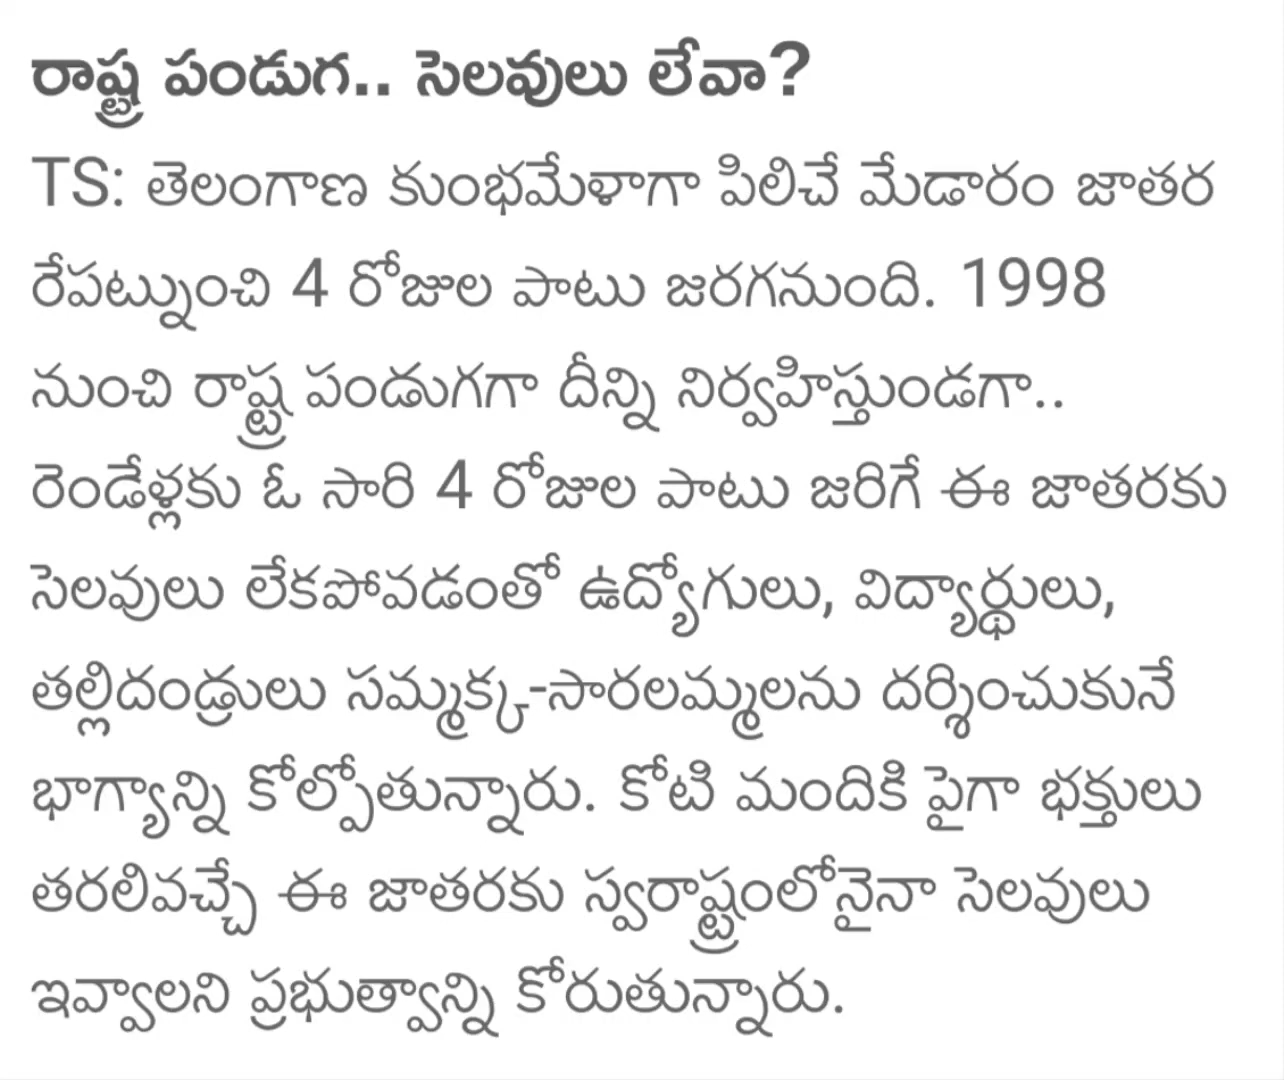 రాష్ట్ర పండుగ.. సెలవులు లేవా?
TS: తెలంగాణ కుంభమేళాగా పిలిచే మేడారం జాతర
రేపట్నుంచి 4 రోజుల పాటు జరగనుంది. 1998
నుంచి రాష్ట్ర పండుగగా దీన్ని నిర్వహిస్తుండగా..
రెండేళ్లకు ఓ సారి 4 రోజుల పాటు జరిగే ఈ జాతరకు
సెలవులు లేకపోవడంతో ఉద్యోగులు, విద్యార్థులు,
తల్లిదండ్రులు సమ్మక్క-సారలమ్మలను దర్శించుకునే
భాగ్యాన్ని కోల్పోతున్నారు. కోటి మందికి పైగా భక్తులు
తరలివచ్చే ఈ జాతరకు స్వరాష్ట్రంలోనైనా సెలవులు
ఇవ్వాలని ప్రభుత్వాన్ని కోరుతున్నారు.